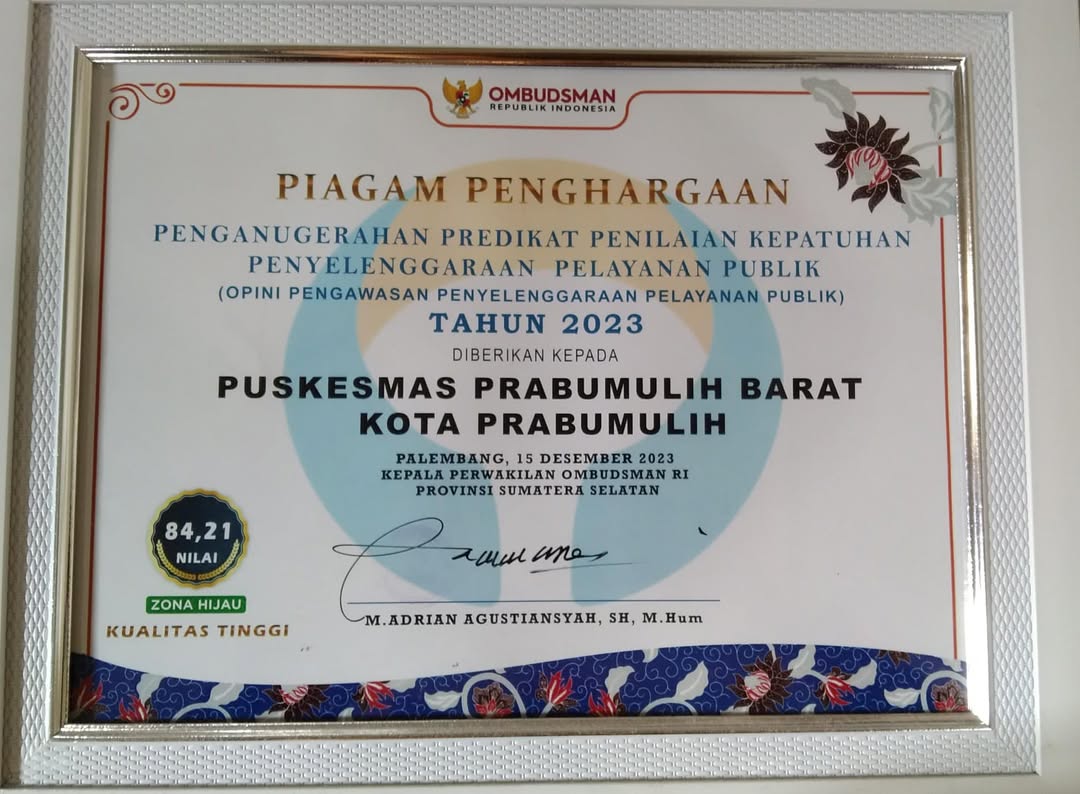 OMBUDSMAN
REPUBLIK INDONESIA
PIAGAM PENGHARGAAN
PENGANUGERAHAN PREDIKAT PENILAIAN KEPATUHAN
PENYELENGGARAAN PELAYANAN PUBLIK
(OPINI PENGAWASAN PENYELENGGARAAN PELAYANAN PUBLIK)
TAHUN 2023
DIBERIKAN KEPADA
PUSKESMAS PRABUMULIH BARAT
KOTA PRABUMULIH
PALEMBANG, 15 DESEMBER 2023
KEPALA PERWAKILAN OMBUDSMAN RI
PROVINSI SUMATERA SELATAN
84,21
NILAI
ZONA HIJAU
KUALITAS TINGGI
M.ADRIAN AGUSTIANSYAH, SH, M.Hum